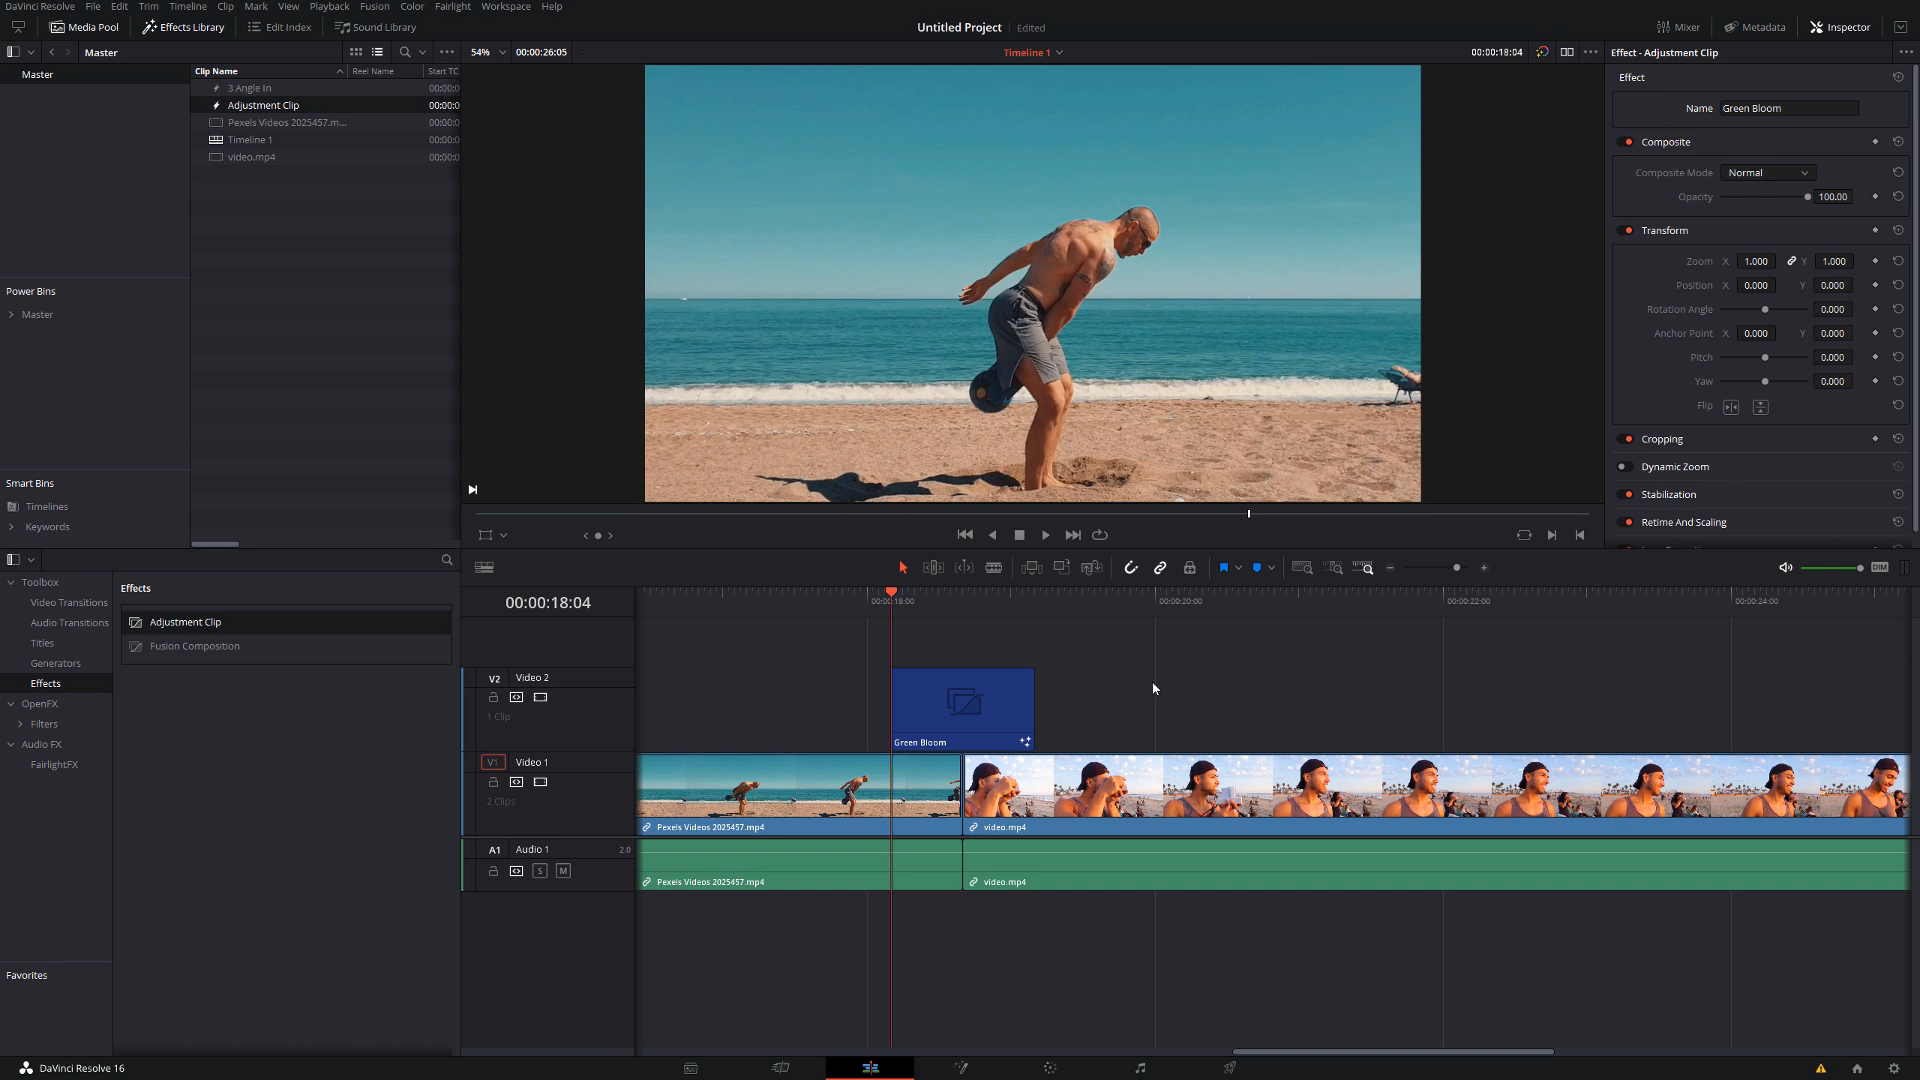 DaVinci Resolve File Edit Trim Timeline Clip Mark View Playback Fusion Color Fairlight Workspace Help
Media Pool Effects Library Edit Index Sound Library Untitled Project Edited Mixer Metadata Inspector
Master 54% 00:00:26:05 Timeline 1 00:00:18:04 Effect - Adjustment Clip
Master
Clip Name Reel Name Start TC
3 Angle In 00:00:0
Adjustment Clip 00:00:0
Pexels Videos 2025457.m... 00:00:0
Timeline 1 00:00:0
video.mp4 00:00:0
Power Bins
Master
Smart Bins
Timelines
Keywords
Effect
Name Green Bloom
Composite
Composite Mode Normal
Opacity 100.00
Transform
Zoom X 1.000 Y 1.000
Position X 0.000 Y 0.000
Rotation Angle 0.000
Anchor Point X 0.000 Y 0.000
Pitch 0.000
Yaw 0.000
Flip
Cropping
Dynamic Zoom
Stabilization
Retime And Scaling
Toolbox
Video Transitions
Audio Transitions
Titles
Generators
Effects
OpenFX
Filters
Audio FX
FairlightFX
Favorites
Effects
Adjustment Clip
Fusion Composition
DIM
00:00:18:04
00:00:18:00 00:00:20:00 00:00:22:00 00:00:24:00
V2 Video 2
1 Clip
Green Bloom
V1 Video 1
2 Clips
Pexels Videos 2025457.mp4 video.mp4
A1 Audio 1 2.0
S M
Pexels Videos 2025457.mp4 video.mp4
DaVinci Resolve 16